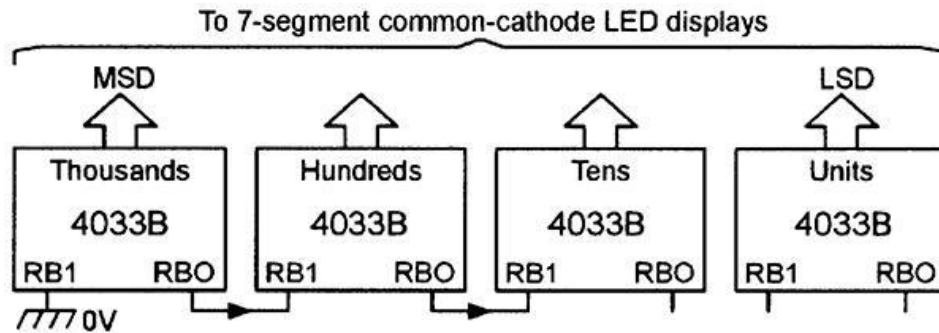 To 7-segment common-cathode LED displays
MSD
LSD
Thousands
Hundreds
Tens
Units
4033B
4033B
4033B
4033B
RB1
RBO
RB1
RBO
RB1
RBO
RB1
RBO
0V